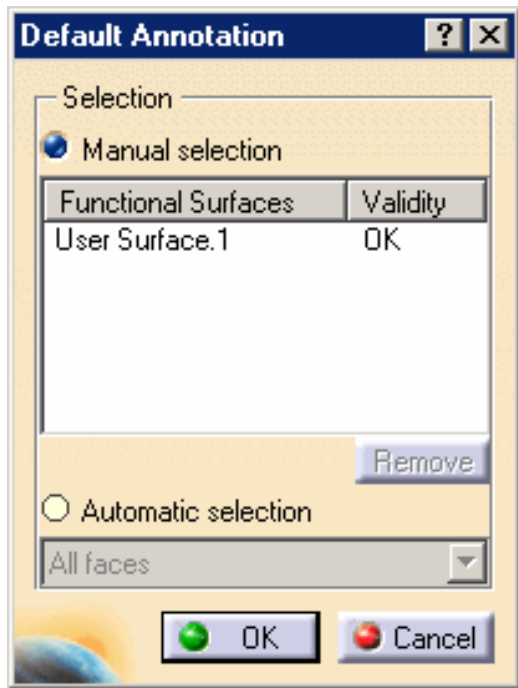 Default Annotation ? X
Selection
Manual selection
Functional Surfaces Validity
User Surface.1 OK
Remove
Automatic selection
All faces
OK Cancel